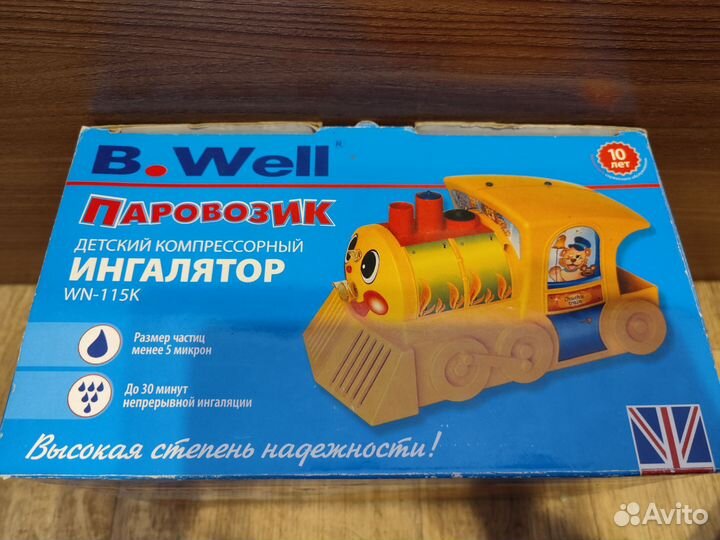 B.Well
10
лет
ПАРОВОЗИК
ДЕТСКИЙ КОМПРЕССОРНЫЙ
ИНГАЛЯТОР
WN-115K
Размер частиц
менее 5 микрон
До 30 минут
непрерывной ингаляции
Высокая степень надежности!
Avito